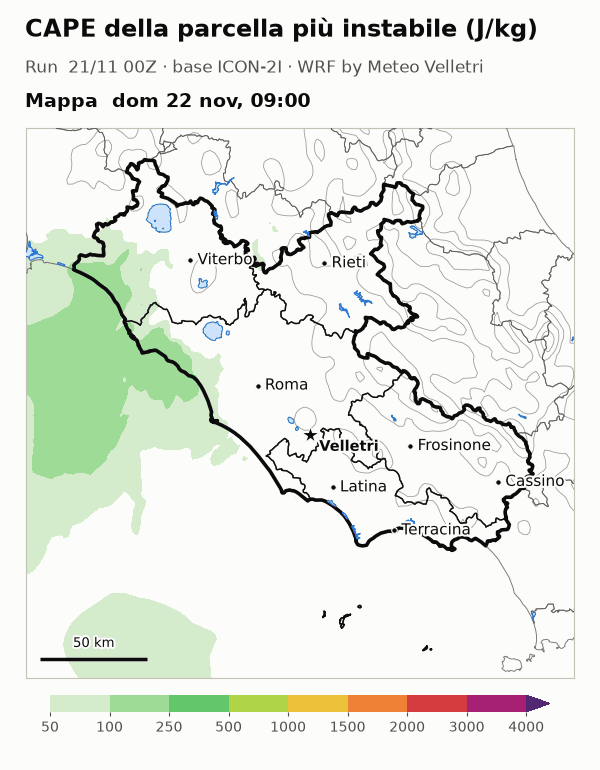 CAPE della parcella più instabile (J/kg)
Run  21/11 00Z · base ICON-2I · WRF by Meteo Velletri
Mappa  dom 22 nov, 09:00
Viterbo
Rieti
Roma
Velletri
Frosinone
Cassino
Latina
Terracina
50 km
50 100 250 500 1000 1500 2000 3000 4000